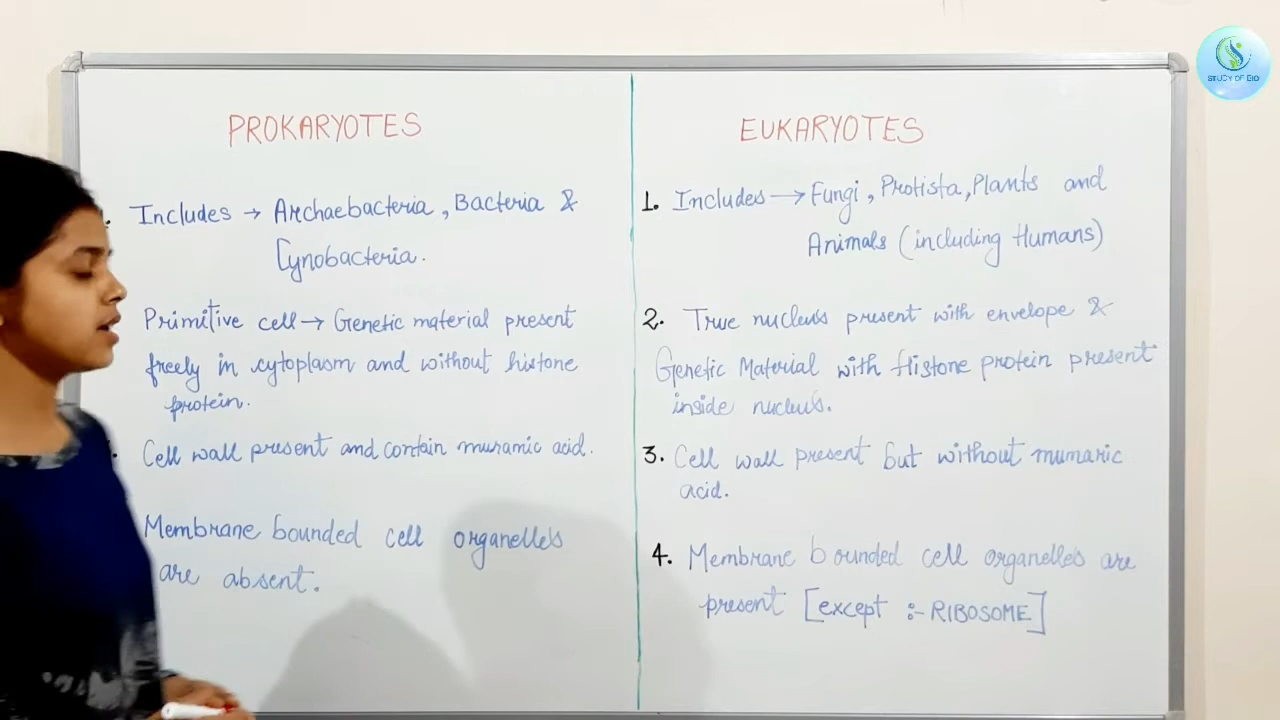 PROKARYOTES
. Includes → Archaebacteria, Bacteria &
Cynobacteria.
Primitive cell → Genetic material present
freely in cytoplasm and without histone
protein.
. Cell wall present and contain muramic acid.
Membrane bounded cell organelles
are absent.
EUKARYOTES
1. Includes → Fungi, Protista, Plants and
Animals (including Humans)
2. True nucleus present with envelope &
Genetic Material with Histone protein present
inside nucleus.
3. Cell wall present but without mumaric
acid.
4. Membrane bounded cell organelles are
present [except :- RIBOSOME]
STUDY OF BIO